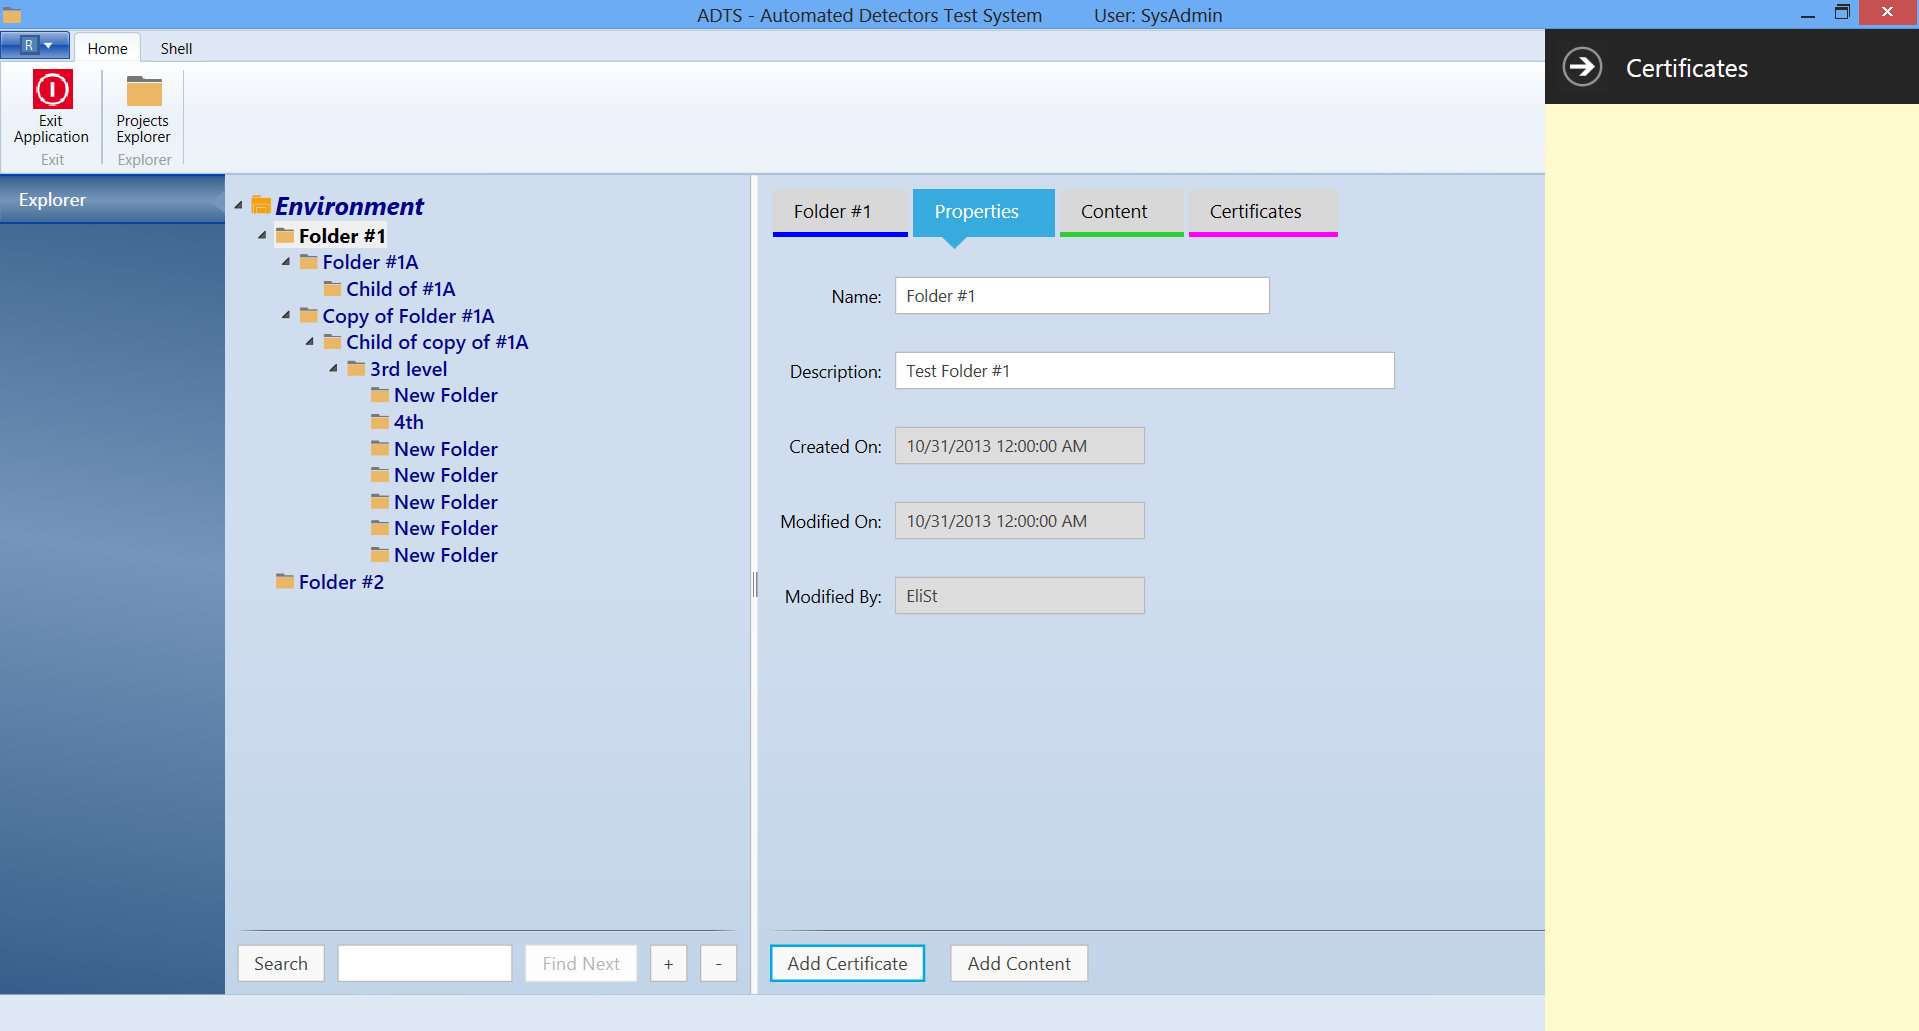 ADTS - Automated Detectors Test System User: SysAdmin
R
Home
Shell
Exit
Application
Projects
Explorer
Exit
Explorer
Certificates
Explorer
Environment
Folder #1
Folder #1A
Child of #1A
Copy of Folder #1A
Child of copy of #1A
3rd level
New Folder
4th
New Folder
New Folder
New Folder
New Folder
New Folder
Folder #2
Folder #1
Properties
Content
Certificates
Name: Folder #1
Description: Test Folder #1
Created On: 10/31/2013 12:00:00 AM
Modified On: 10/31/2013 12:00:00 AM
Modified By: EliSt
Search
Find Next
+
-
Add Certificate
Add Content